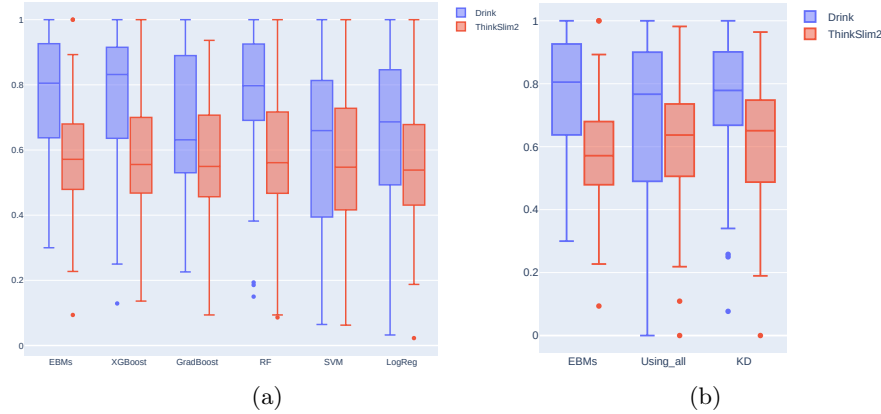 Drink
ThinkSlim2
1
0.8
0.6
0.4
0.2
0
EBMs XGBoost GradBoost RF SVM LogReg
(a)
Drink
ThinkSlim2
1
0.8
0.6
0.4
0.2
0
EBMs Using_all KD
(b)